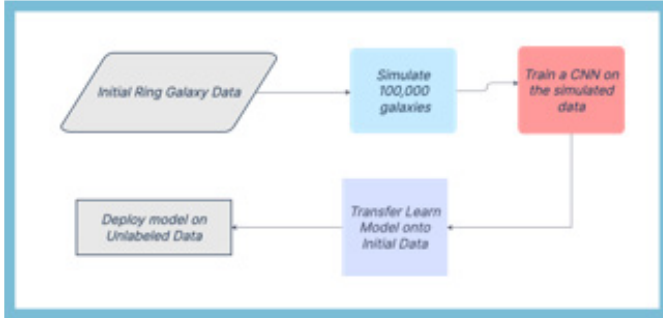 Initial Ring Galaxy Data
Simulate
100,000
galaxies
Train a CNN on
the simulated
data
Transfer Learn
Model onto
Initial Data
Deploy model on
Unlabeled Data